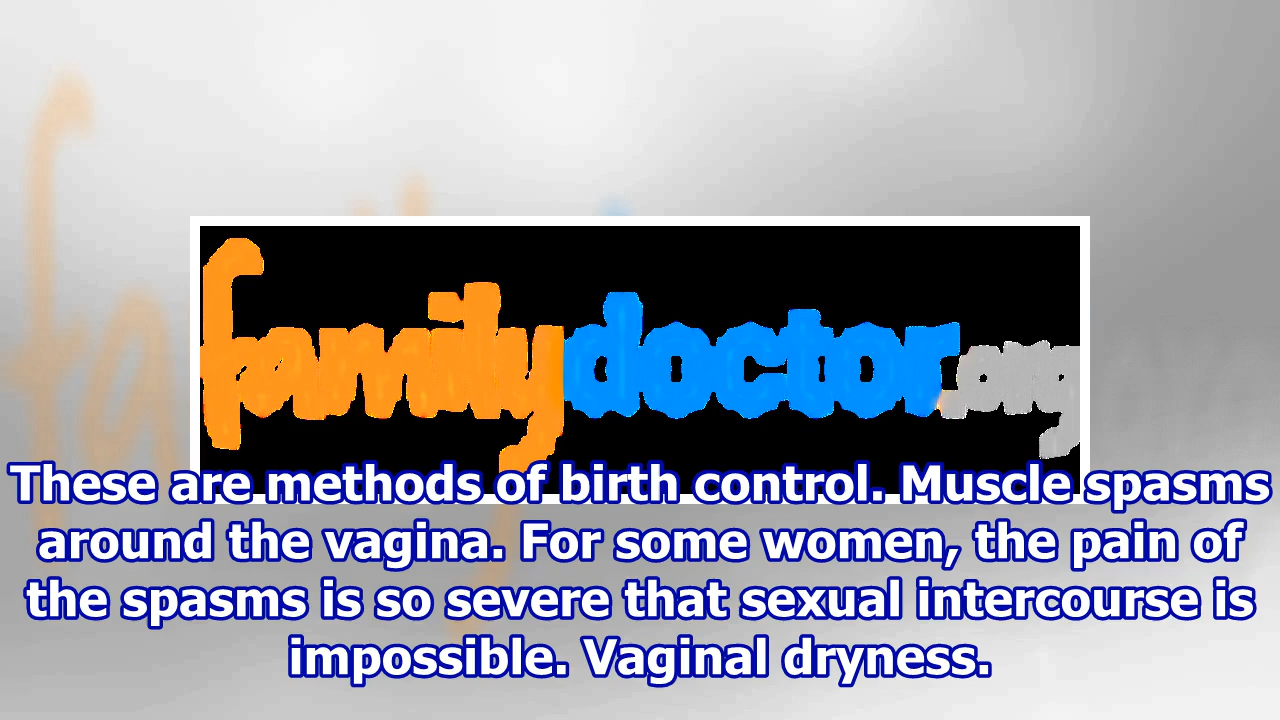 familydoctor.org
These are methods of birth control. Muscle spasms
around the vagina. For some women, the pain of
the spasms is so severe that sexual intercourse is
impossible. Vaginal dryness.